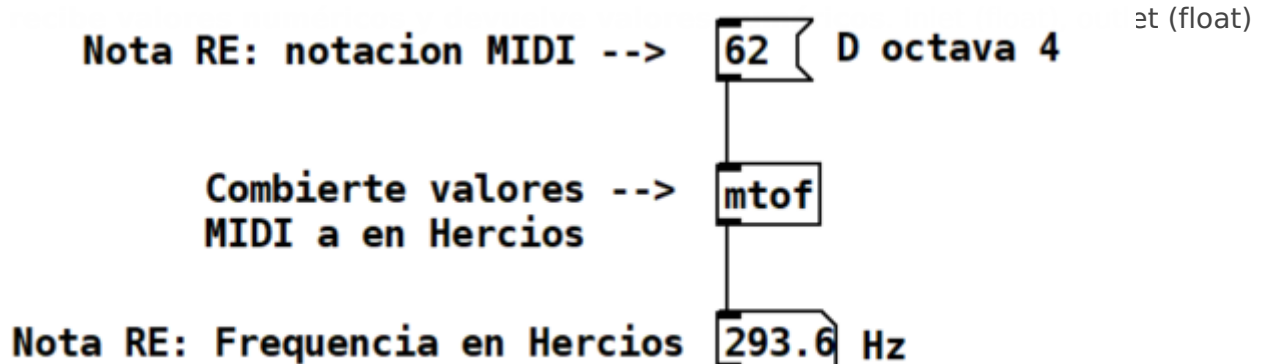 et (float)
Nota RE: notacion MIDI --> 62 D octava 4
Combierte valores --> mtof
MIDI a en Hercios
Nota RE: Frequencia en Hercios 293.6 Hz